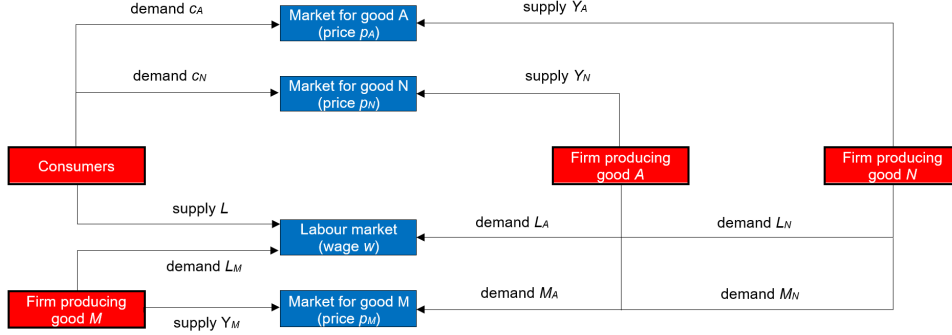 demand cA
Market for good A
(price pA)
supply YA
demand cN
Market for good N
(price pN)
supply YN
Consumers
Firm producing
good A
Firm producing
good N
supply L
Labour market
(wage w)
demand LA
demand LN
demand LM
Firm producing
good M
supply YM
Market for good M
(price pM)
demand MA
demand MN